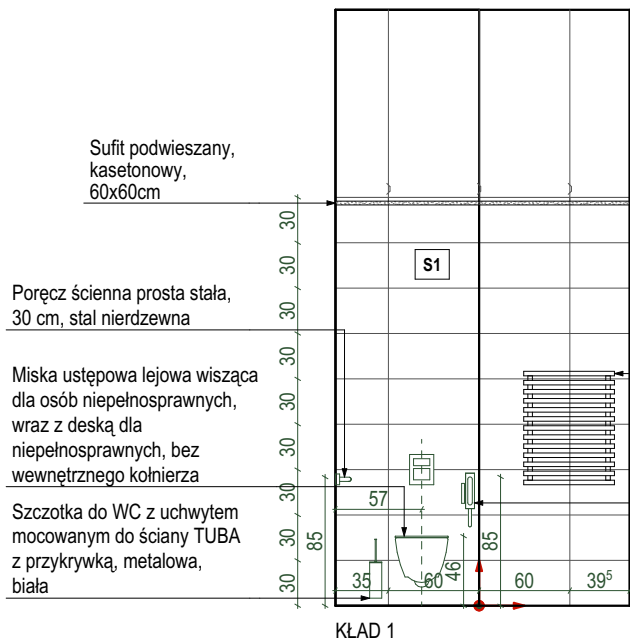 Sufit podwieszany,
kasetonowy,
60x60cm
S1
Poręcz ścienna prosta stała,
30 cm, stal nierdzewna
Miska ustępowa lejowa wisząca
dla osób niepełnosprawnych,
wraz z deską dla
niepełnosprawnych, bez
wewnętrznego kołnierza
Szczotka do WC z uchwytem
mocowanym do ściany TUBA
z przykrywką, metalowa,
biała
30
30
30
30
30
30
30
30
30
85
57
46
85
35
60
60
39⁵
KŁAD 1